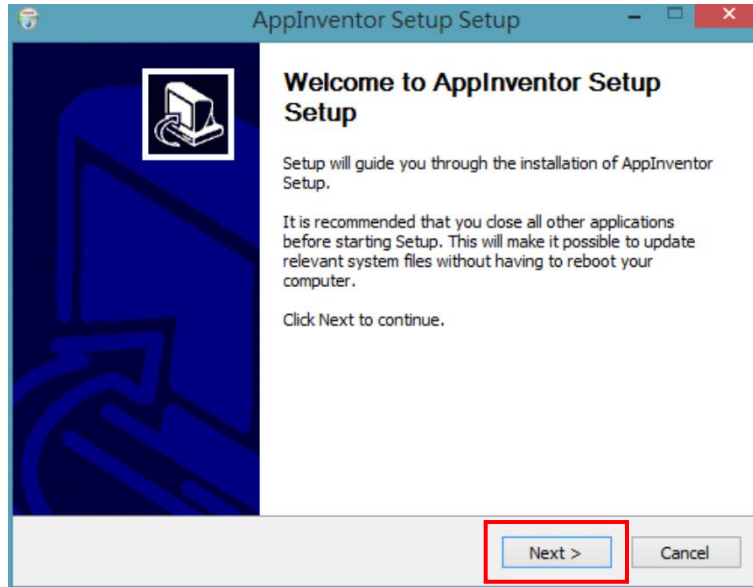 AppInventor Setup Setup
Welcome to AppInventor Setup
Setup
Setup will guide you through the installation of AppInventor
Setup.
It is recommended that you close all other applications
before starting Setup. This will make it possible to update
relevant system files without having to reboot your
computer.
Click Next to continue.
Next >
Cancel